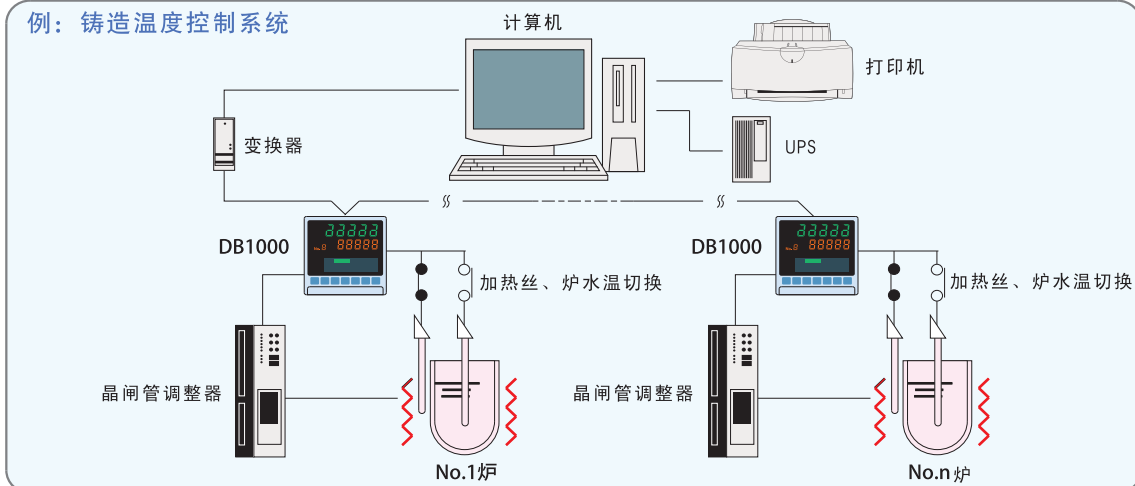 例：铸造温度控制系统
计算机
打印机
变换器
UPS
DB1000
DB1000
加热丝、炉水温切换
加热丝、炉水温切换
晶闸管调整器
晶闸管调整器
No.1炉
No.n炉